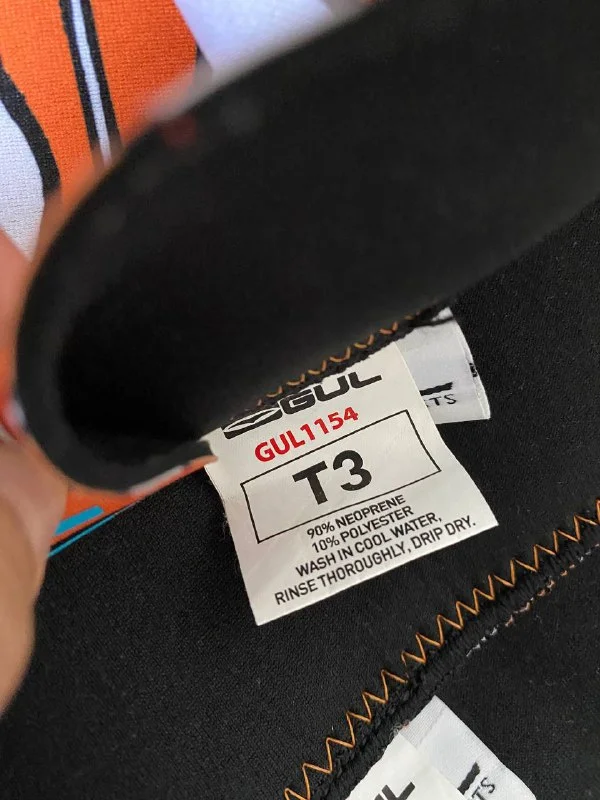 GUL
GUL1154
T3
90% NEOPRENE
10% POLYESTER
WASH IN COOL WATER,
RINSE THOROUGHLY, DRIP DRY.